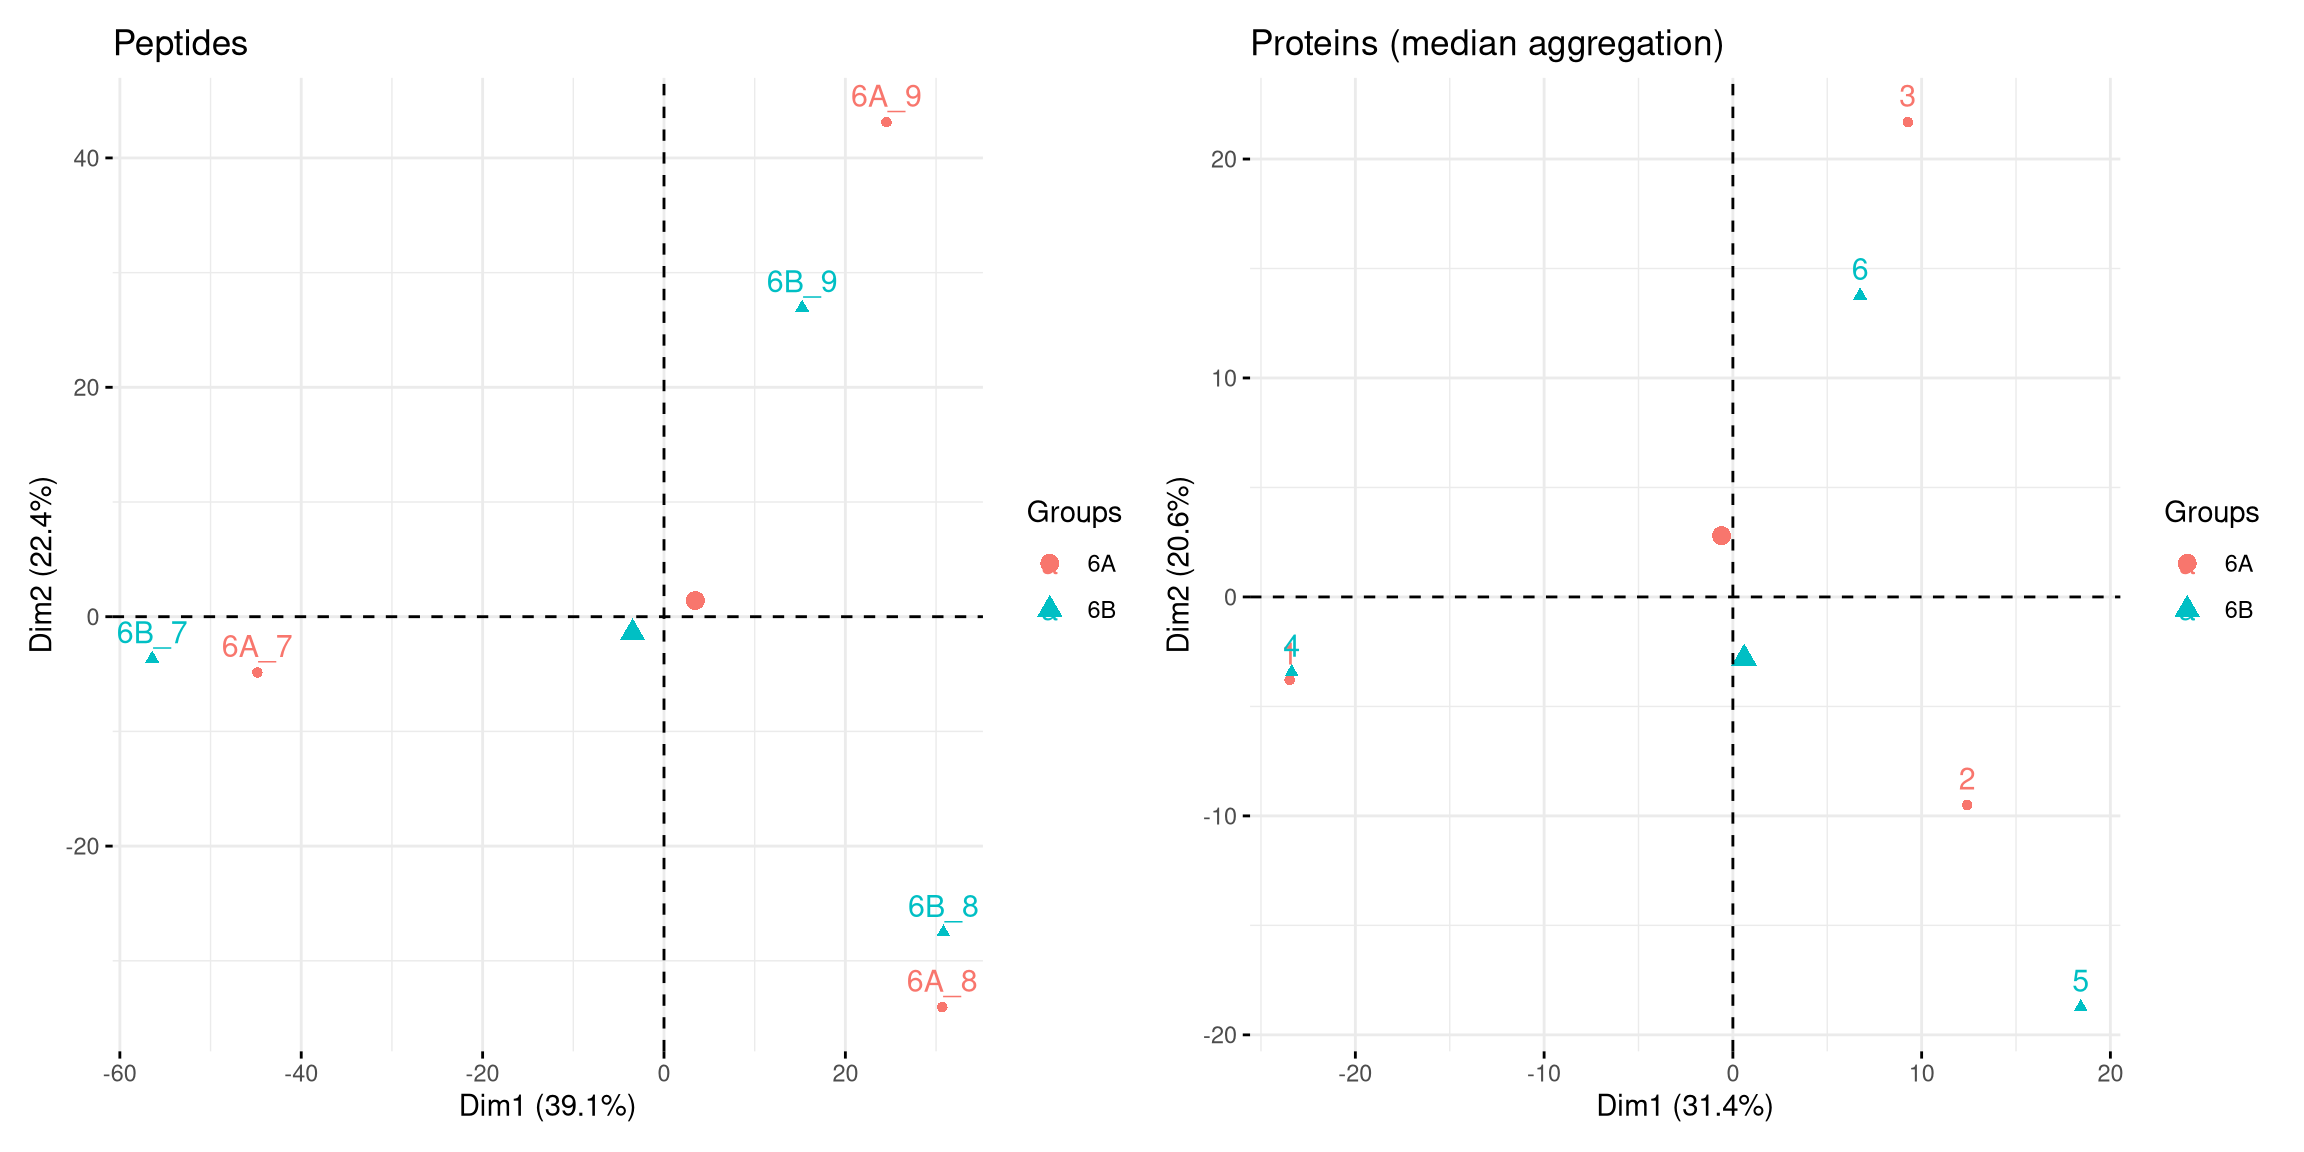 Peptides
6A_9
40
6B_9
20
0
6B_7
6A_7
-20
6B_8
6A_8
-60
-40
-20
0
20
Dim1 (39.1%)
Dim2 (22.4%)
Groups
6A
6B
Proteins (median aggregation)
3
20
6
10
0
4
1
2
-10
5
-20
-20
-10
0
10
20
Dim1 (31.4%)
Dim2 (20.6%)
Groups
6A
6B